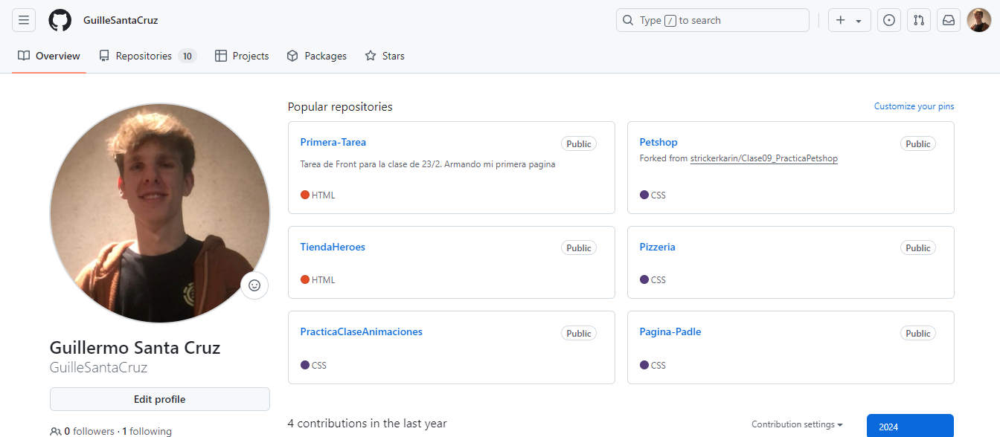 GuilleSantaCruz
Type / to search
Overview
Repositories 10
Projects
Packages
Stars
Popular repositories
Customize your pins
Primera-Tarea
Public
Tarea de Front para la clase de 23/2. Armando mi primera pagina
HTML
Petshop
Public
Forked from strickerkarin/Clase09_PracticaPetshop
CSS
TiendaHeroes
Public
HTML
Pizzeria
Public
CSS
PracticaClaseAnimaciones
Public
CSS
Pagina-Padle
Public
CSS
Guillermo Santa Cruz
GuilleSantaCruz
Edit profile
0 followers · 1 following
4 contributions in the last year
Contribution settings
2024